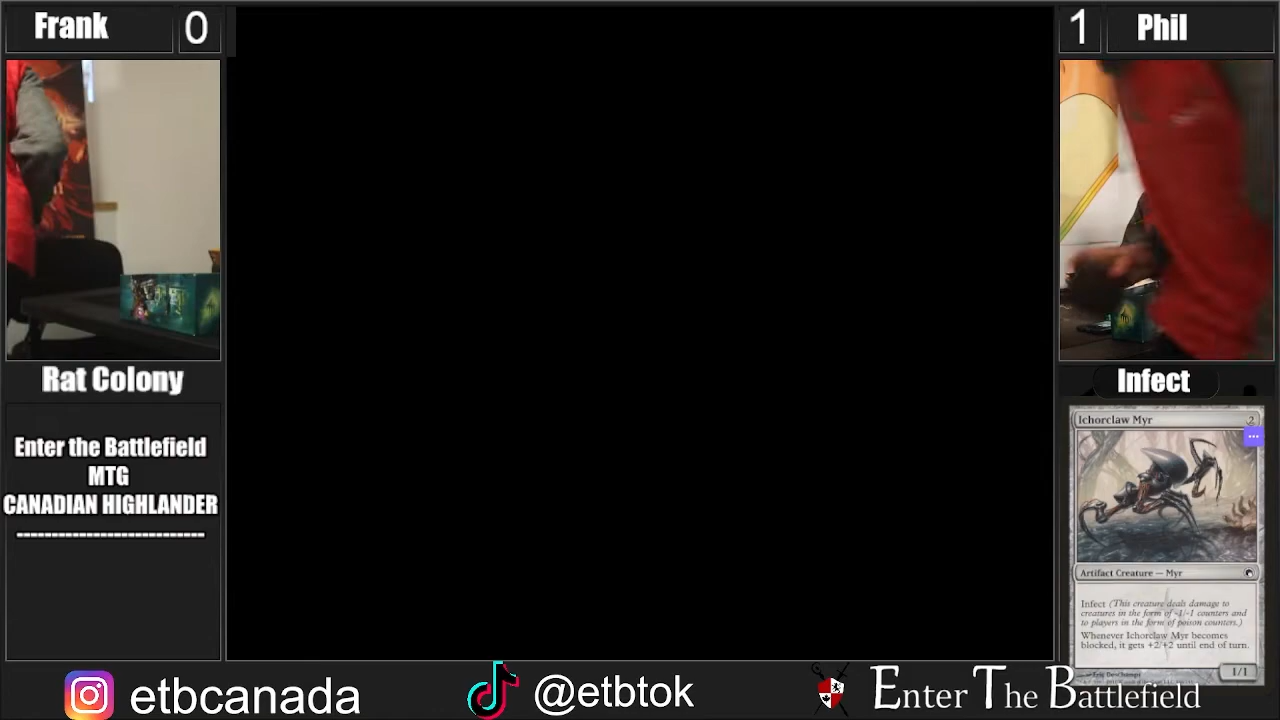 Frank
0
1
Phil
Rat Colony
Infect
Enter the Battlefield
MTG
CANADIAN HIGHLANDER
---------------------------
Ichorclaw Myr
2
Artifact Creature — Myr
Infect (This creature deals damage to
creatures in the form of -1/-1 counters and
to players in the form of poison counters.)
Whenever Ichorclaw Myr becomes
blocked, it gets +2/+2 until end of turn.
1/1
etbcanada
@etbtok
Enter The Battlefield